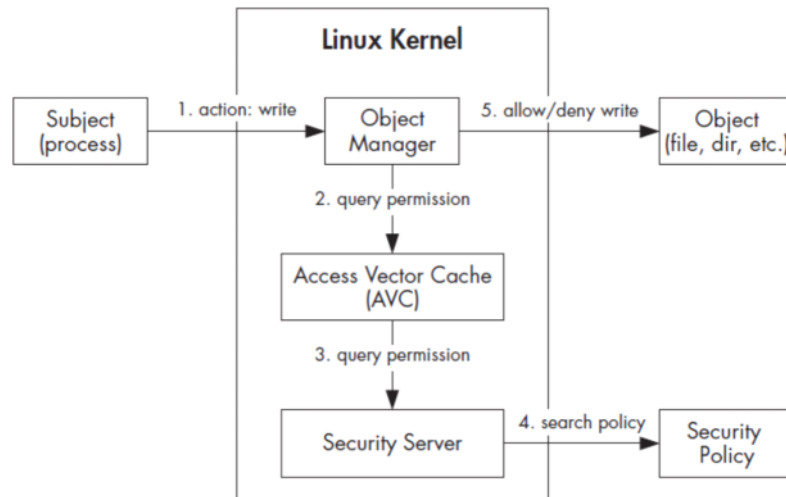 Linux Kernel
Subject
(process)
1. action: write
Object
Manager
5. allow/deny write
Object
(file, dir, etc.)
2. query permission
Access Vector Cache
(AVC)
3. query permission
Security Server
4. search policy
Security
Policy